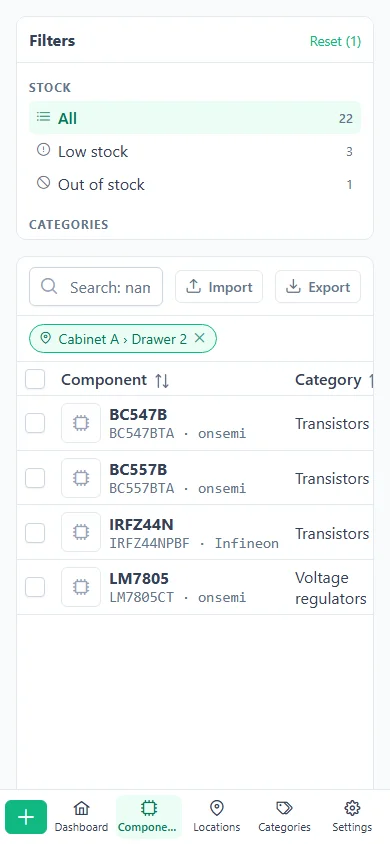 Filters
Reset (1)
STOCK
All
22
Low stock
3
Out of stock
1
CATEGORIES
Search: nan
Import
Export
Cabinet A › Drawer 2
Component
Category
BC547B
BC547BTA · onsemi
Transistors
BC557B
BC557BTA · onsemi
Transistors
IRFZ44N
IRFZ44NPBF · Infineon
Transistors
LM7805
LM7805CT · onsemi
Voltage
regulators
Dashboard
Compone...
Locations
Categories
Settings